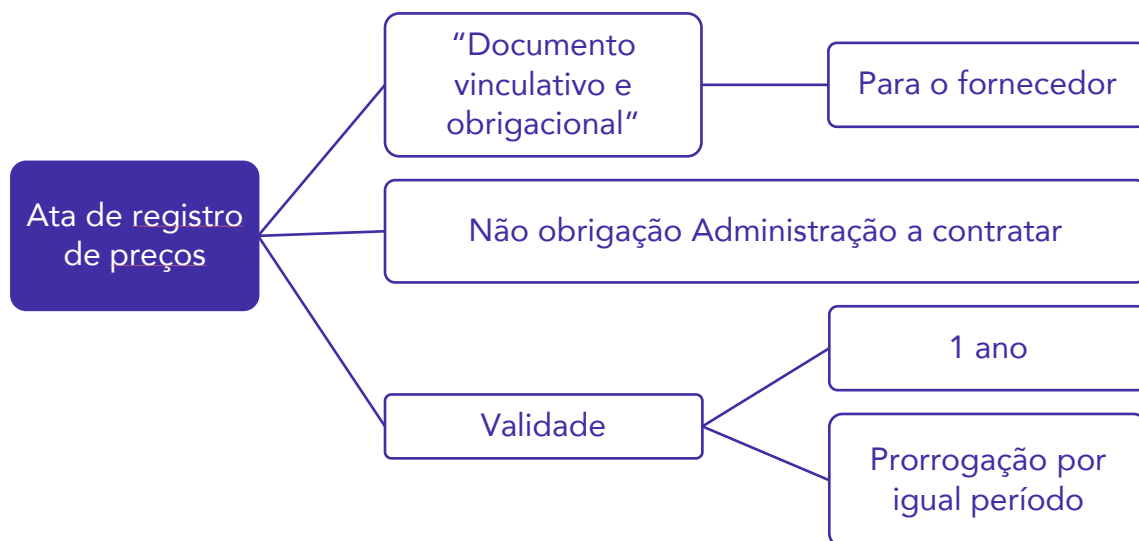 “Documento
vinculativo e
obrigacional”
Para o fornecedor
Ata de registro
de preços
Não obrigação Administração a contratar
Validade
1 ano
Prorrogação por
igual período